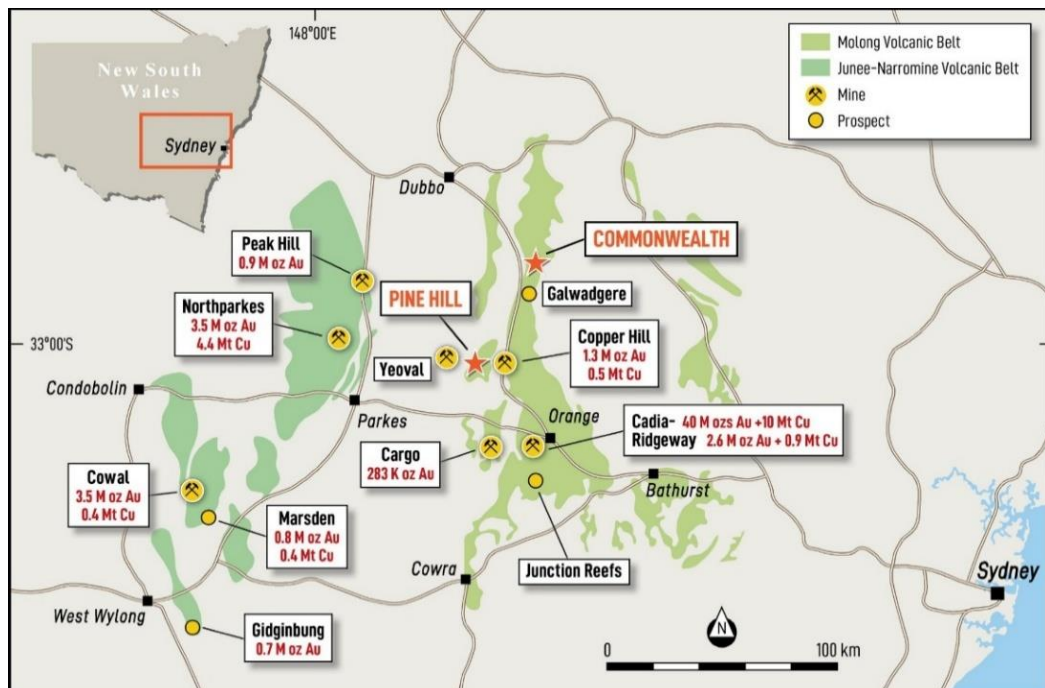 148°00'E
New South
Wales
Sydney
Molong Volcanic Belt
Junee-Narromine Volcanic Belt
Mine
Prospect
Dubbo
COMMONWEALTH
Peak Hill
0.9 M oz Au
PINE HILL
Galwadgere
Northparkes
3.5 M oz Au
4.4 Mt Cu
33°00'S
Copper Hill
1.3 M oz Au
0.5 Mt Cu
Yeoval
Condobolin
Parkes
Orange
Cadia- 40 M ozs Au +10 Mt Cu
Ridgeway 2.6 M oz Au + 0.9 Mt Cu
Cargo
283 K oz Au
Cowal
3.5 M oz Au
0.4 Mt Cu
Bathurst
Marsden
0.8 M oz Au
0.4 Mt Cu
Cowra
Junction Reefs
Sydney
West Wylong
Gidginbung
0.7 M oz Au
N
0
100 km